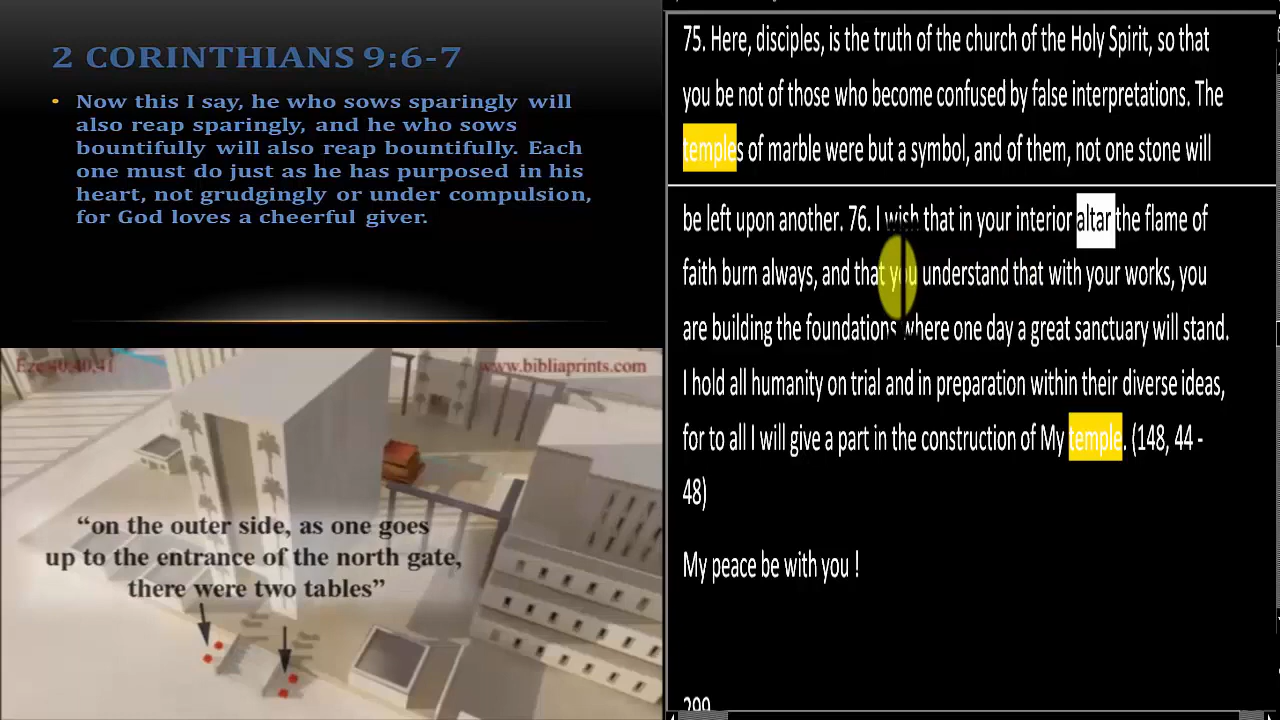 2 CORINTHIANS 9:6-7
• Now this I say, he who sows sparingly will
also reap sparingly, and he who sows
bountifully will also reap bountifully. Each
one must do just as he has purposed in his
heart, not grudgingly or under compulsion,
for God loves a cheerful giver.
Eze 40,40,41
www.bibliaprints.com
“on the outer side, as one goes
up to the entrance of the north gate,
there were two tables”
75. Here, disciples, is the truth of the church of the Holy Spirit, so that
you be not of those who become confused by false interpretations. The
temples of marble were but a symbol, and of them, not one stone will
be left upon another. 76. I wish that in your interior altar the flame of
faith burn always, and that you understand that with your works, you
are building the foundations where one day a great sanctuary will stand.
I hold all humanity on trial and in preparation within their diverse ideas,
for to all I will give a part in the construction of My temple. (148, 44 -
48)
My peace be with you !
299